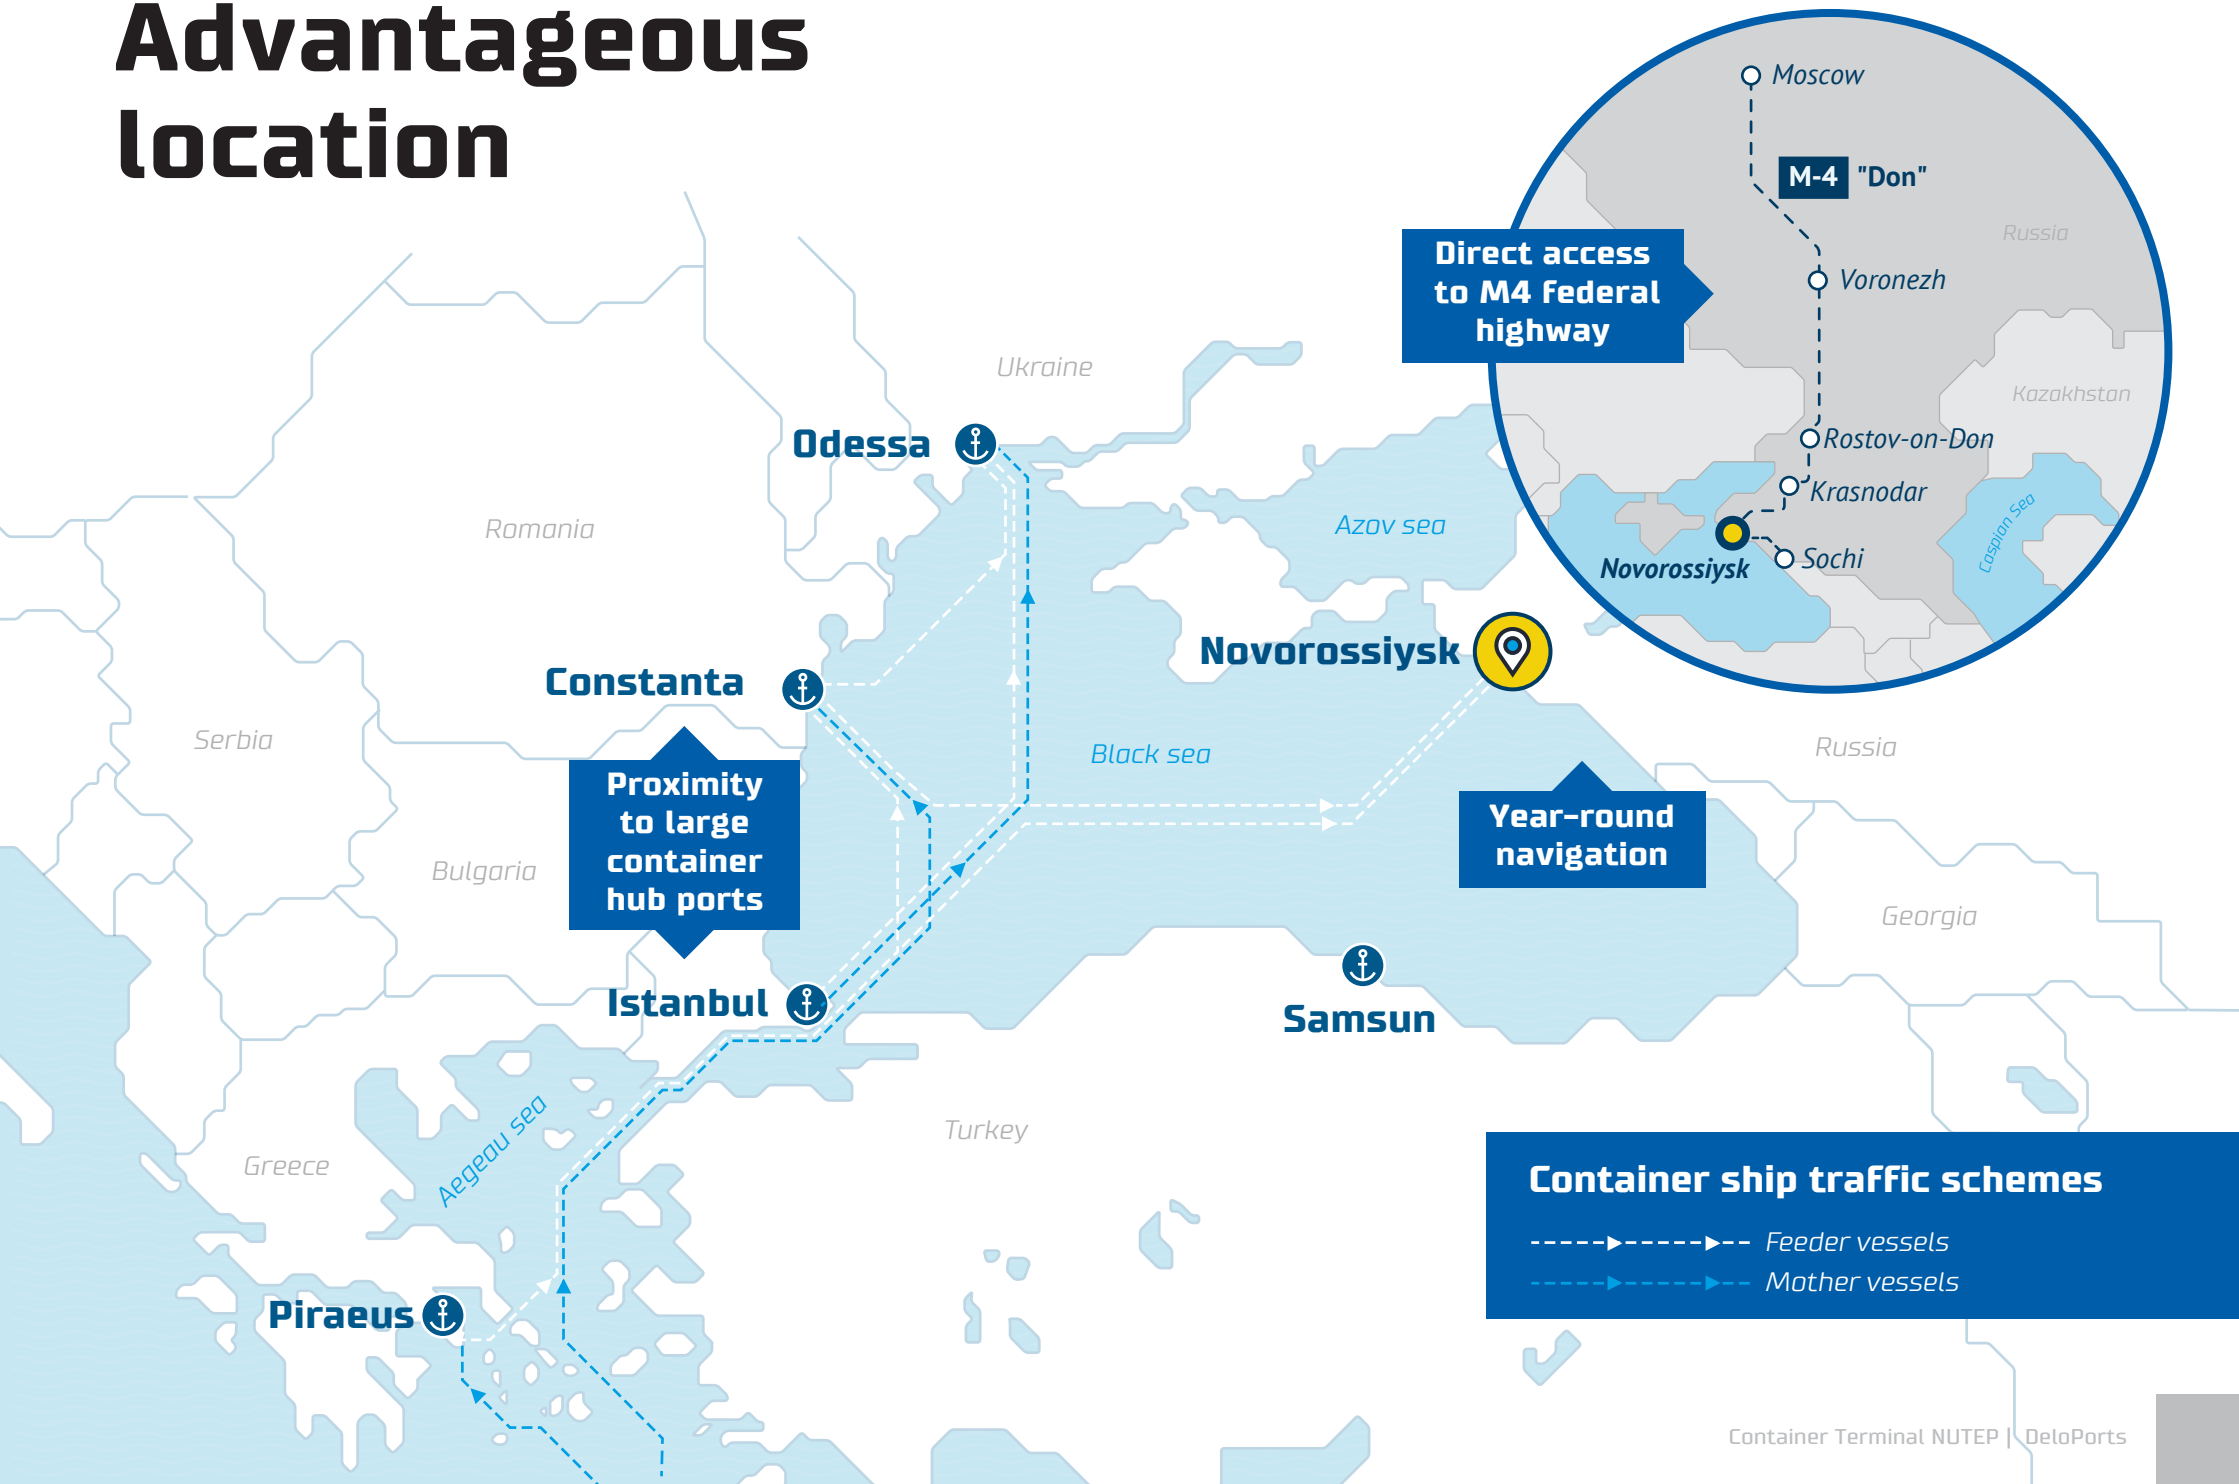 Advantageous
location
Moscow
M-4 "Don"
Russia
Direct access
to M4 federal
highway
Voronezh
Kazakhstan
Rostov-on-Don
Krasnodar
Caspian Sea
Novorossiysk
Sochi
Ukraine
Odessa
Romania
Azov sea
Novorossiysk
Constanta
Serbia
Black sea
Russia
Proximity
to large
container
hub ports
Year-round
navigation
Bulgaria
Georgia
Istanbul
Samsun
Aegeau sea
Turkey
Greece
Piraeus
Container ship traffic schemes
Feeder vessels
Mother vessels
Container Terminal NUTEP | DeloPorts